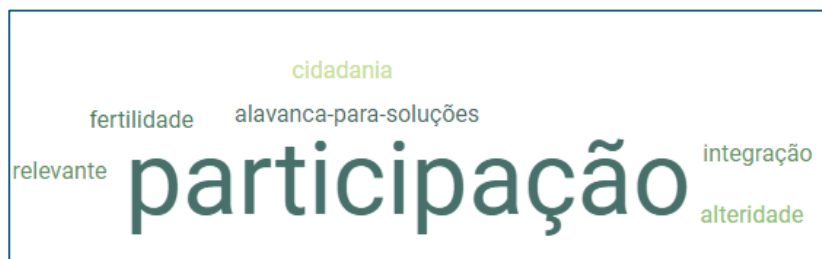 cidadania
fertilidade
alavanca-para-soluções
relevante
participação
integração
alteridade